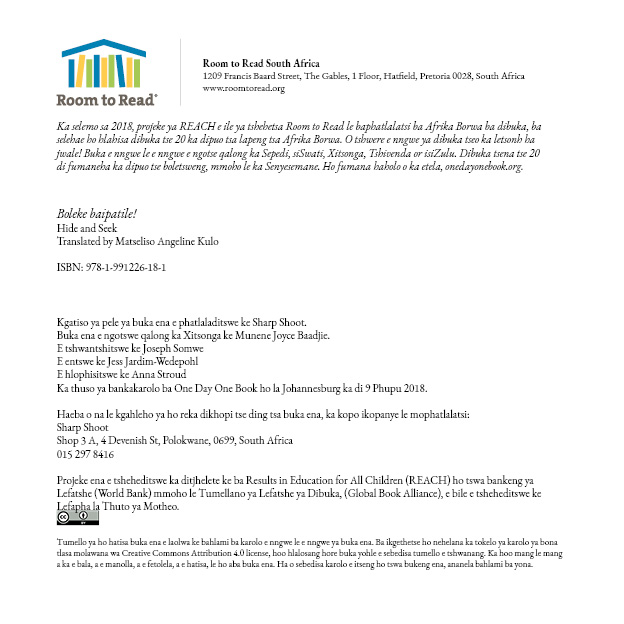 Room to Read®
Room to Read South Africa
1209 Francis Baard Street, The Gables, 1 Floor, Hatfield, Pretoria 0028, South Africa
www.roomtoread.org
Ka selemo sa 2018, projeke ya REACH e ile ya tshehetsa Room to Read le baphatlalatsi ba Afrika Borwa ba dibuka, ba
selehae ho hlahisa dibuka tse 20 ka dipuo tsa lapeng tsa Afrika Borwa. O tshwere e nngwe ya dibuka tseo ka letsonh ba
jwale! Buka e nngwe le e nngwe e ngotse qalong ka Sepedi, siSwati, Xitsonga, Tshivenda or isiZulu. Dibuka tsena tse 20
di fumaneha ka dipuo tse boletsweng, mmoho le ka Senyesemane. Ho fumana haholo o ka etela, onedayonebook.org.
Boleke baipatile!
Hide and Seek
Translated by Matseliso Angeline Kulo
ISBN: 978-1-991226-18-1
Kgatiso ya pele ya buka ena e phatlaladitswe ke Sharp Shoot.
Buka ena e ngotswe qalong ka Xitsonga ke Munene Joyce Baadjie.
E tshwantshitswe ke Joseph Somwe
E entswe ke Jess Jardim-Wedepohl
E hlophisitswe ke Anna Stroud
Ka thuso ya bankakarolo ba One Day One Book ho la Johannesburg ka di 9 Phupu 2018.
Haeba o na le kgahleho ya ho reka dikhopi tse ding tsa buka ena, ka kopo ikopanye le mophatlalatsi:
Sharp Shoot
Shop 3 A, 4 Devenish St, Polokwane, 0699, South Africa
015 297 8416
Projeke ena e tsheheditswe ka ditjhelete ke ba Results in Education for All Children (REACH) ho tswa bankeng ya
Lefatshe (World Bank) mmoho le Tumellano ya Lefatshe ya Dibuka, (Global Book Alliance), e bile e tsheheditswe ke
Lefapha la Thuto ya Motheo.
cc BY
Tumello ya ho hatisa buka ena e laolwa ke bahlami ba karolo e nngwe le e nngwe ya buka ena. Ba ikgethetse ho nehelana ka tokelo ya karolo ya bona
tlasa molawana wa Creative Commons Attribution 4.0 license, hoo hlalosang hore buka yohle e sebedisa tumello e tshwanang. Ka hoo mang le mang
a ka e bala, a e manolla, a e fetolela, a e hatisa, le ho aba buka ena. Ha o sebedisa karolo e itseng ho tswa bukeng ena, ananela bahlami ba yona.